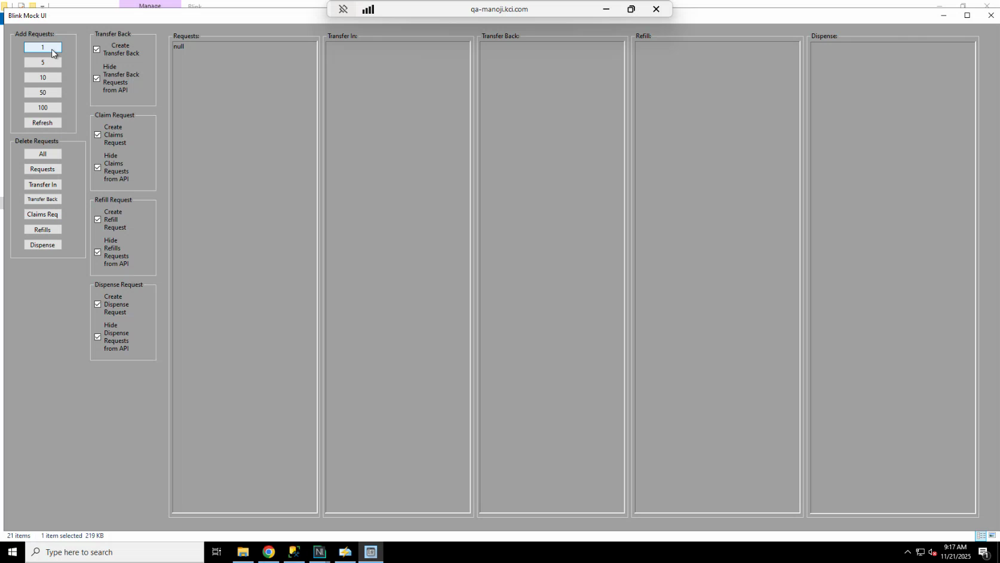 Manage
Blink
qa-manoji.kci.com
Blink Mock UI
Add Requests:
1
5
10
50
100
Refresh
Delete Requests
All
Requests
Transfer In
Transfer Back
Claims Req
Refills
Dispense
Transfer Back
Create
Transfer Back
Hide
Transfer Back
Requests
from API
Claim Request
Create
Claims
Request
Hide
Claims
Requests
from API
Refill Request
Create
Refill
Request
Hide
Refills
Requests
from API
Dispense Request
Create
Dispense
Request
Hide
Dispense
Requests
from API
Requests:
null
Transfer In:
Transfer Back:
Refill:
Dispense:
21 items 1 item selected 219 KB
Type here to search
9:17 AM
11/21/2025
1